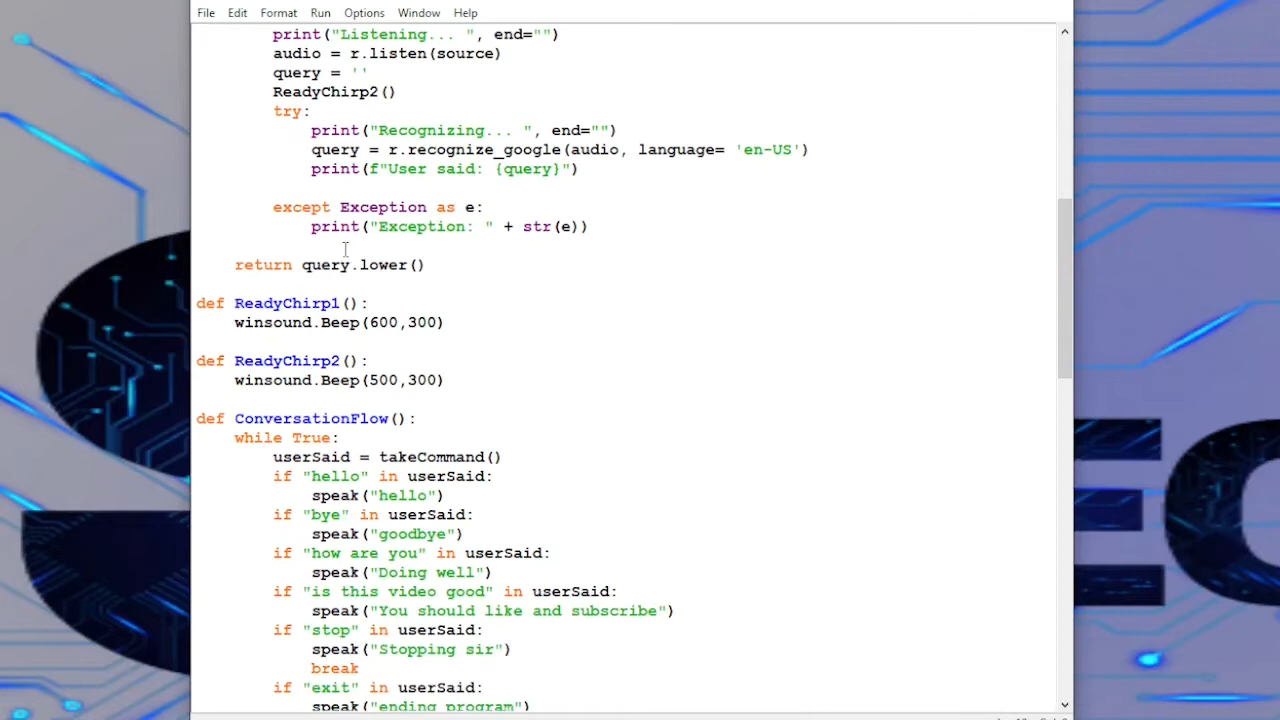 File Edit Format Run Options Window Help
print("Listening... ", end="")
audio = r.listen(source)
query = ''
ReadyChirp2()
try:
print("Recognizing... ", end="")
query = r.recognize_google(audio, language= 'en-US')
print(f"User said: {query}")
except Exception as e:
print("Exception: " + str(e))
return query.lower()
def ReadyChirp1():
winsound.Beep(600,300)
def ReadyChirp2():
winsound.Beep(500,300)
def ConversationFlow():
while True:
userSaid = takeCommand()
if "hello" in userSaid:
speak("hello")
if "bye" in userSaid:
speak("goodbye")
if "how are you" in userSaid:
speak("Doing well")
if "is this video good" in userSaid:
speak("You should like and subscribe")
if "stop" in userSaid:
speak("Stopping sir")
break
if "exit" in userSaid:
speak("ending program")